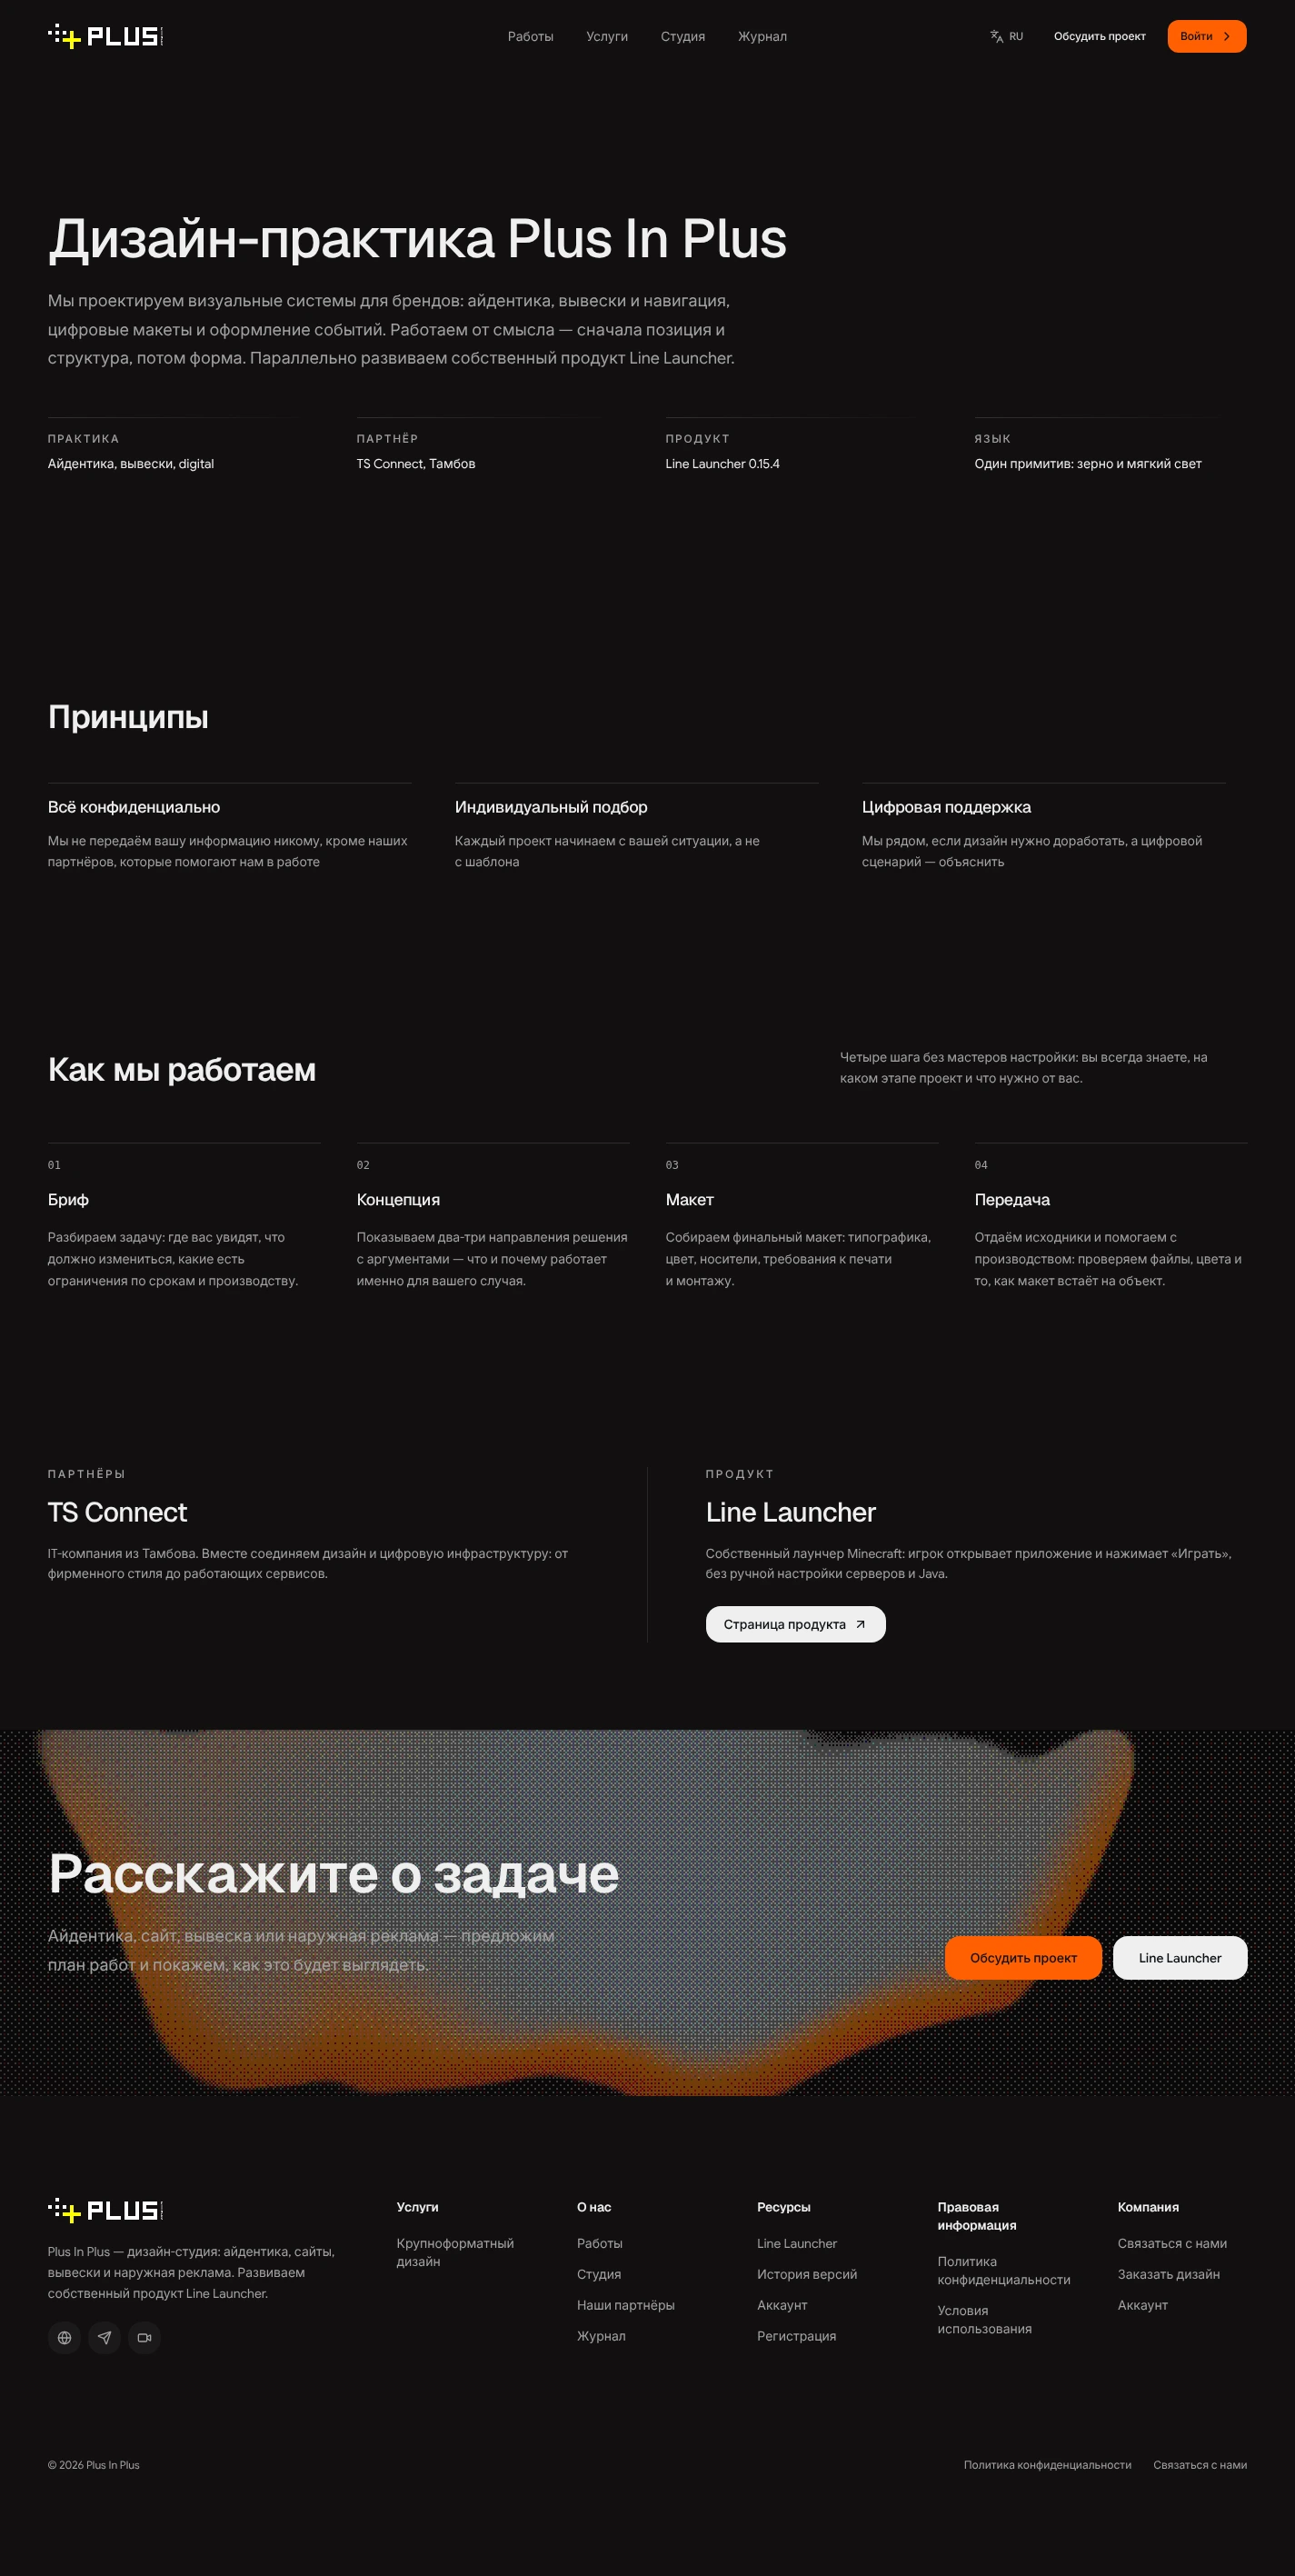 PLUS
Работы
Услуги
Студия
Журнал
RU
Обсудить проект
Войти
Дизайн-практика Plus In Plus
Мы проектируем визуальные системы для брендов: айдентика, вывески и навигация,
цифровые макеты и оформление событий. Работаем от смысла — сначала позиция и
структура, потом форма. Параллельно развиваем собственный продукт Line Launcher.
ПРАКТИКА
Айдентика, вывески, digital
ПАРТНЁР
TS Connect, Тамбов
ПРОДУКТ
Line Launcher 0.15.4
ЯЗЫК
Один примитив: зерно и мягкий свет
Принципы
Всё конфиденциально
Мы не передаём вашу информацию никому, кроме наших
партнёров, которые помогают нам в работе
Индивидуальный подбор
Каждый проект начинаем с вашей ситуации, а не
с шаблона
Цифровая поддержка
Мы рядом, если дизайн нужно доработать, а цифровой
сценарий — объяснить
Как мы работаем
Четыре шага без мастеров настройки: вы всегда знаете, на
каком этапе проект и что нужно от вас.
01
Бриф
Разбираем задачу: где вас увидят, что
должно измениться, какие есть
ограничения по срокам и производству.
02
Концепция
Показываем два-три направления решения
с аргументами — что и почему работает
именно для вашего случая.
03
Макет
Собираем финальный макет: типографика,
цвет, носители, требования к печати
и монтажу.
04
Передача
Отдаём исходники и помогаем с
производством: проверяем файлы, цвета и
то, как макет встаёт на объект.
ПАРТНЁРЫ
TS Connect
IT-компания из Тамбова. Вместе соединяем дизайн и цифровую инфраструктуру: от
фирменного стиля до работающих сервисов.
ПРОДУКТ
Line Launcher
Собственный лаунчер Minecraft: игрок открывает приложение и нажимает «Играть»,
без ручной настройки серверов и Java.
Страница продукта
Расскажите о задаче
Айдентика, сайт, вывеска или наружная реклама — предложим
план работ и покажем, как это будет выглядеть.
Обсудить проект
Line Launcher
PLUS
Plus In Plus — дизайн-студия: айдентика, сайты,
вывески и наружная реклама. Развиваем
собственный продукт Line Launcher.
Услуги
Крупноформатный
дизайн
О нас
Работы
Студия
Наши партнёры
Журнал
Ресурсы
Line Launcher
История версий
Аккаунт
Регистрация
Правовая
информация
Политика
конфиденциальности
Условия
использования
Компания
Связаться с нами
Заказать дизайн
Аккаунт
© 2026 Plus In Plus
Политика конфиденциальности
Связаться с нами